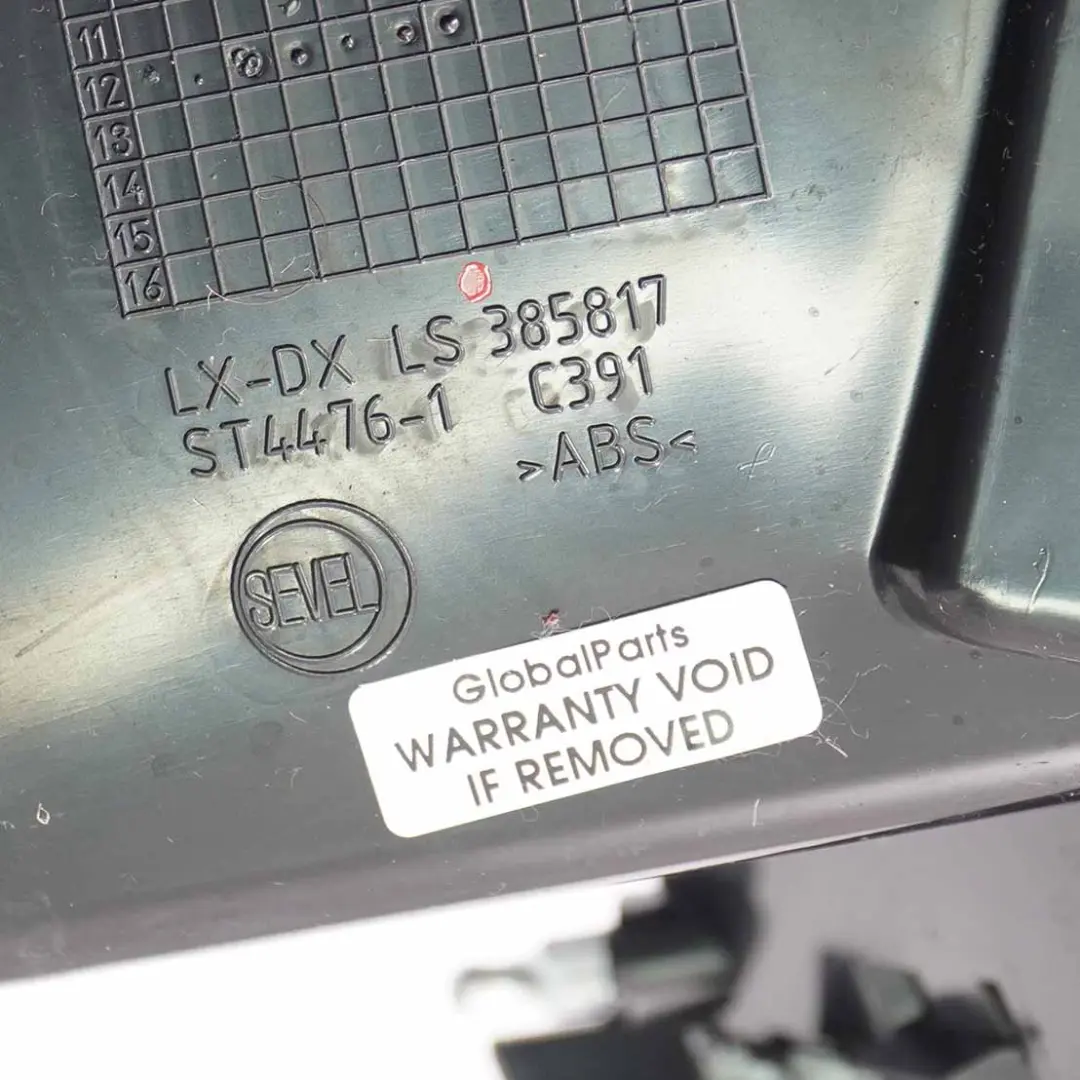 11
12
13
14
15
16
LX-DX LS 385817
ST4476-1 C391
>ABS<
SEVEL
GlobalParts
WARRANTY VOID
IF REMOVED